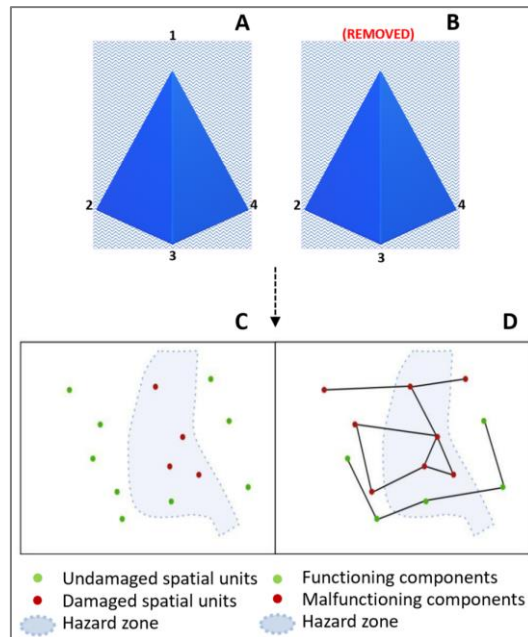 A
B
1
(REMOVED)
2
4
2
4
3
3
C
D
Undamaged spatial units
Functioning components
Damaged spatial units
Malfunctioning components
Hazard zone
Hazard zone